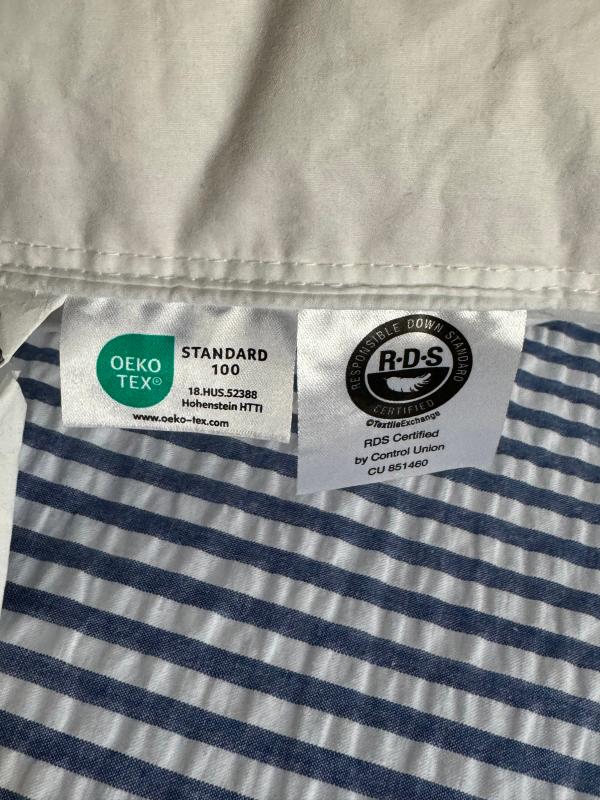 OEKO
TEX®
STANDARD
100
18.HUS.52388
Hohenstein HTTI
www.oeko-tex.com
RESPONSIBLE DOWN STANDARD
R·D·S
CERTIFIED
©TextileExchange
RDS Certified
by Control Union
CU 851460